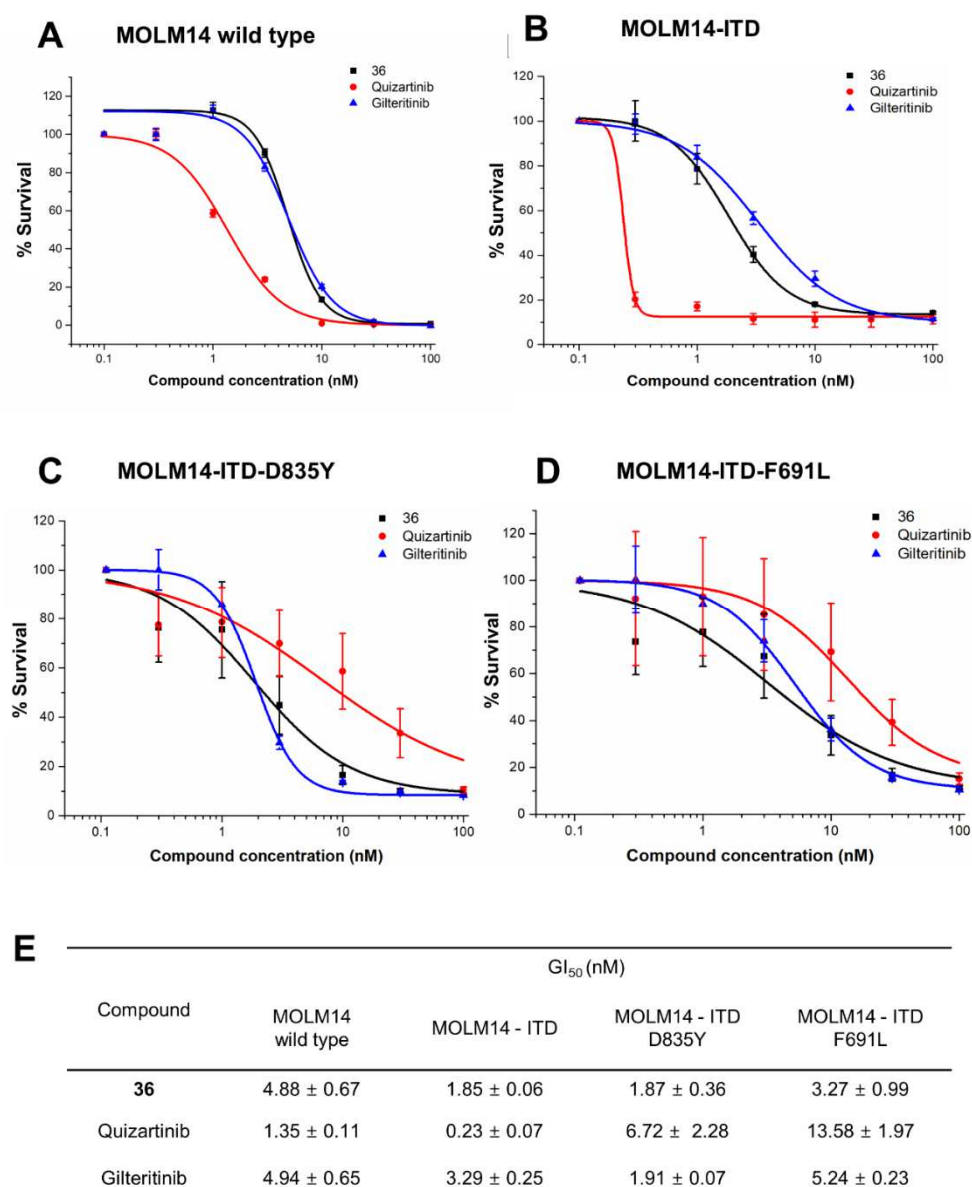 A
MOLM14 wild type
36
Quizartinib
Gilteritinib
120
100
80
60
40
20
0
% Survival
0.1 1 10 100
Compound concentration (nM)
B
MOLM14-ITD
36
Quizartinib
Gilteritinib
120
100
80
60
40
20
0
% Survival
0.1 1 10 100
Compound concentration (nM)
C
MOLM14-ITD-D835Y
36
Quizartinib
Gilteritinib
120
100
80
60
40
20
0
% Survival
0.1 1 10 100
Compound concentration (nM)
D
MOLM14-ITD-F691L
36
Quizartinib
Gilteritinib
120
100
80
60
40
20
0
% Survival
0.1 1 10 100
Compound concentration (nM)
E
GI₅₀ (nM)
Compound
MOLM14
wild type
MOLM14 - ITD
MOLM14 - ITD
D835Y
MOLM14 - ITD
F691L
36 4.88 ± 0.67 1.85 ± 0.06 1.87 ± 0.36 3.27 ± 0.99
Quizartinib 1.35 ± 0.11 0.23 ± 0.07 6.72 ± 2.28 13.58 ± 1.97
Gilteritinib 4.94 ± 0.65 3.29 ± 0.25 1.91 ± 0.07 5.24 ± 0.23